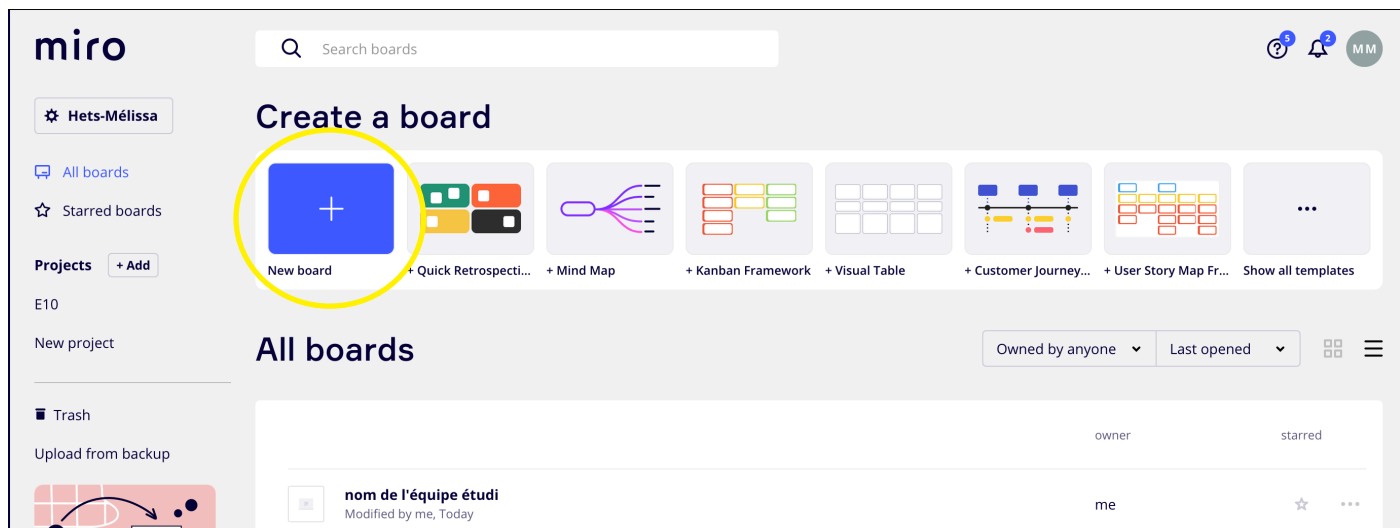 miro
Search boards
5
2
MM
Hets-Mélissa
All boards
Starred boards
Projects
+ Add
E10
New project
Trash
Upload from backup
Create a board
New board
+ Quick Retrospecti...
+ Mind Map
+ Kanban Framework
+ Visual Table
+ Customer Journey...
+ User Story Map Fr...
Show all templates
All boards
Owned by anyone
Last opened
owner
starred
nom de l'équipe étudi
Modified by me, Today
me